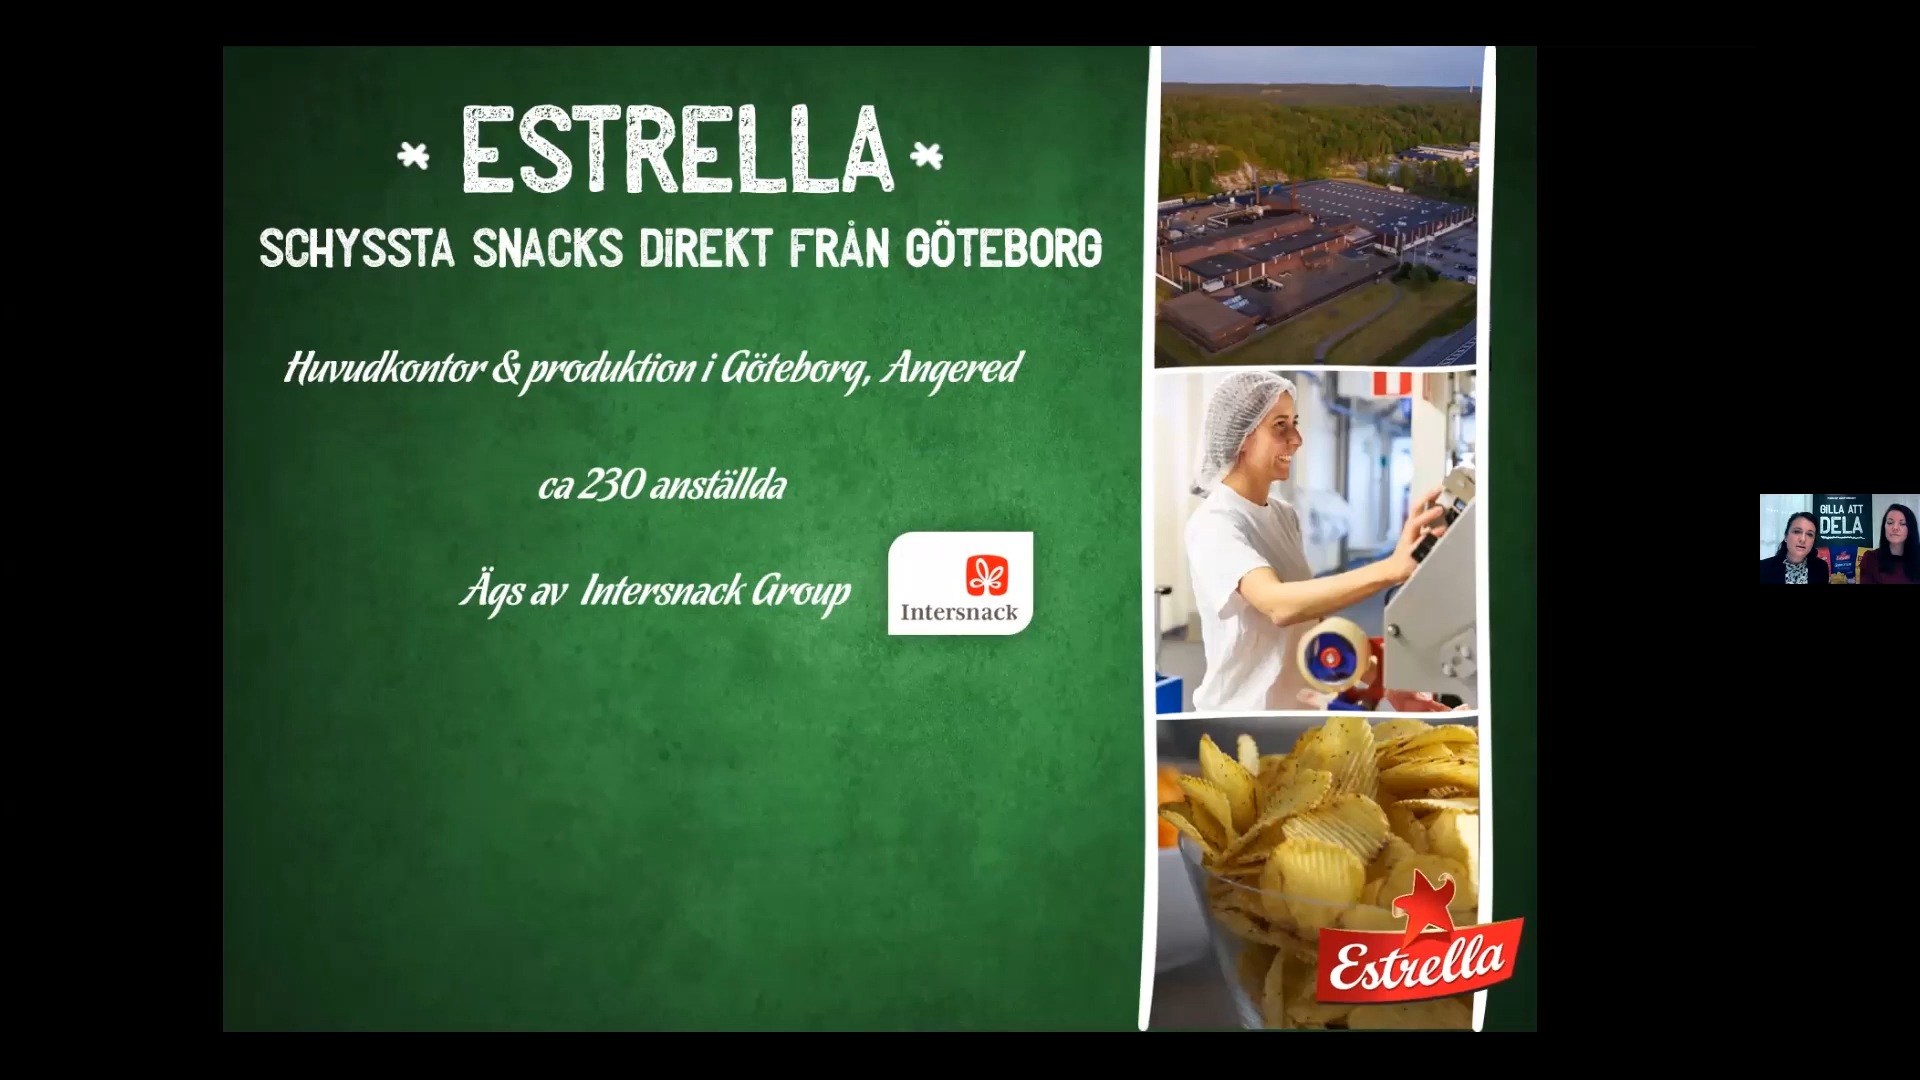 ESTRELLA
SCHYSSTA SNACKS DIREKT FRÅN GÖTEBORG
Huvudkontor & produktion i Göteborg, Angered
ca 230 anställda
Ägs av Intersnack Group
Intersnack
Estrella
GILLA ATT
DELA